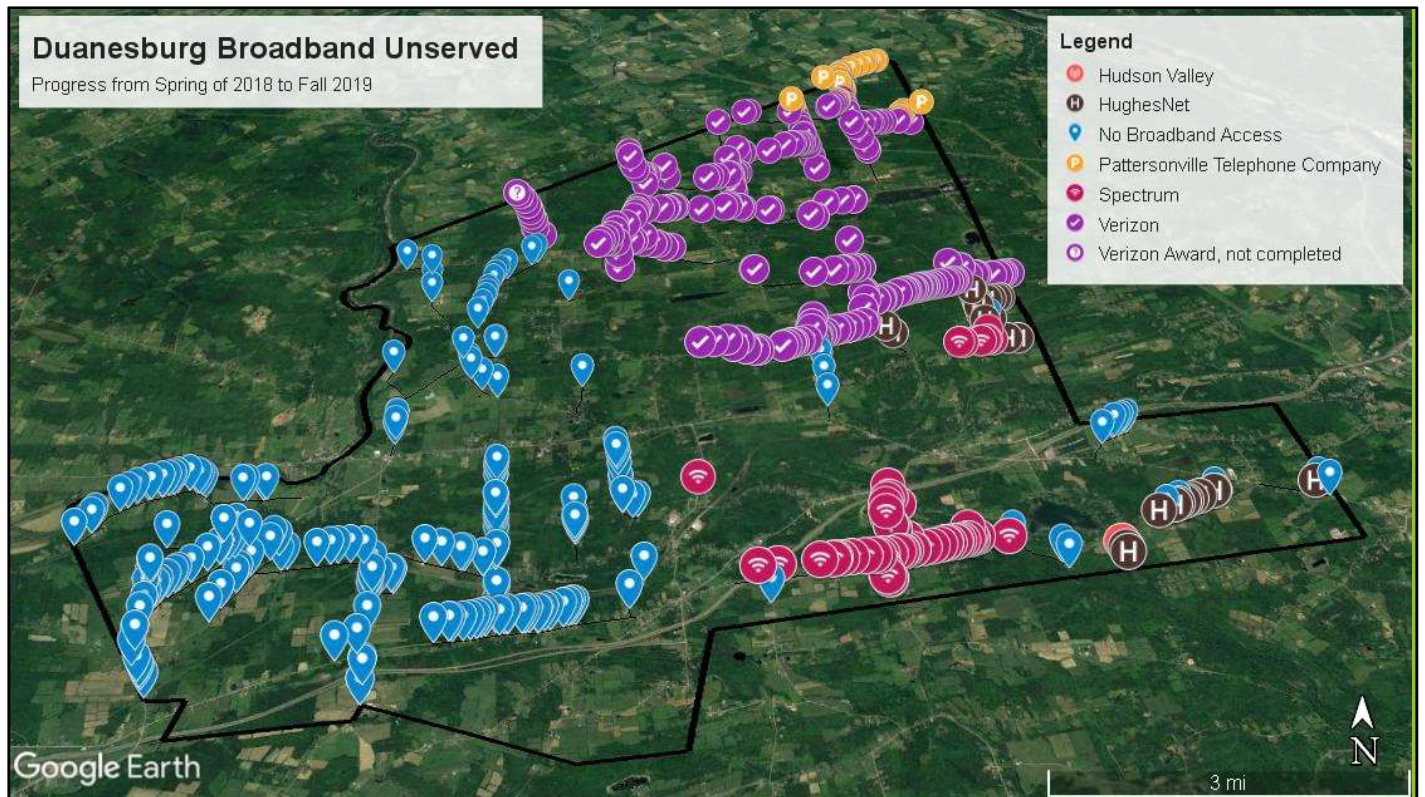 Duanesburg Broadband Unserved
Progress from Spring of 2018 to Fall 2019
Legend
Hudson Valley
H HughesNet
No Broadband Access
P Pattersonville Telephone Company
Spectrum
Verizon
? Verizon Award, not completed
Google Earth
N
3 mi